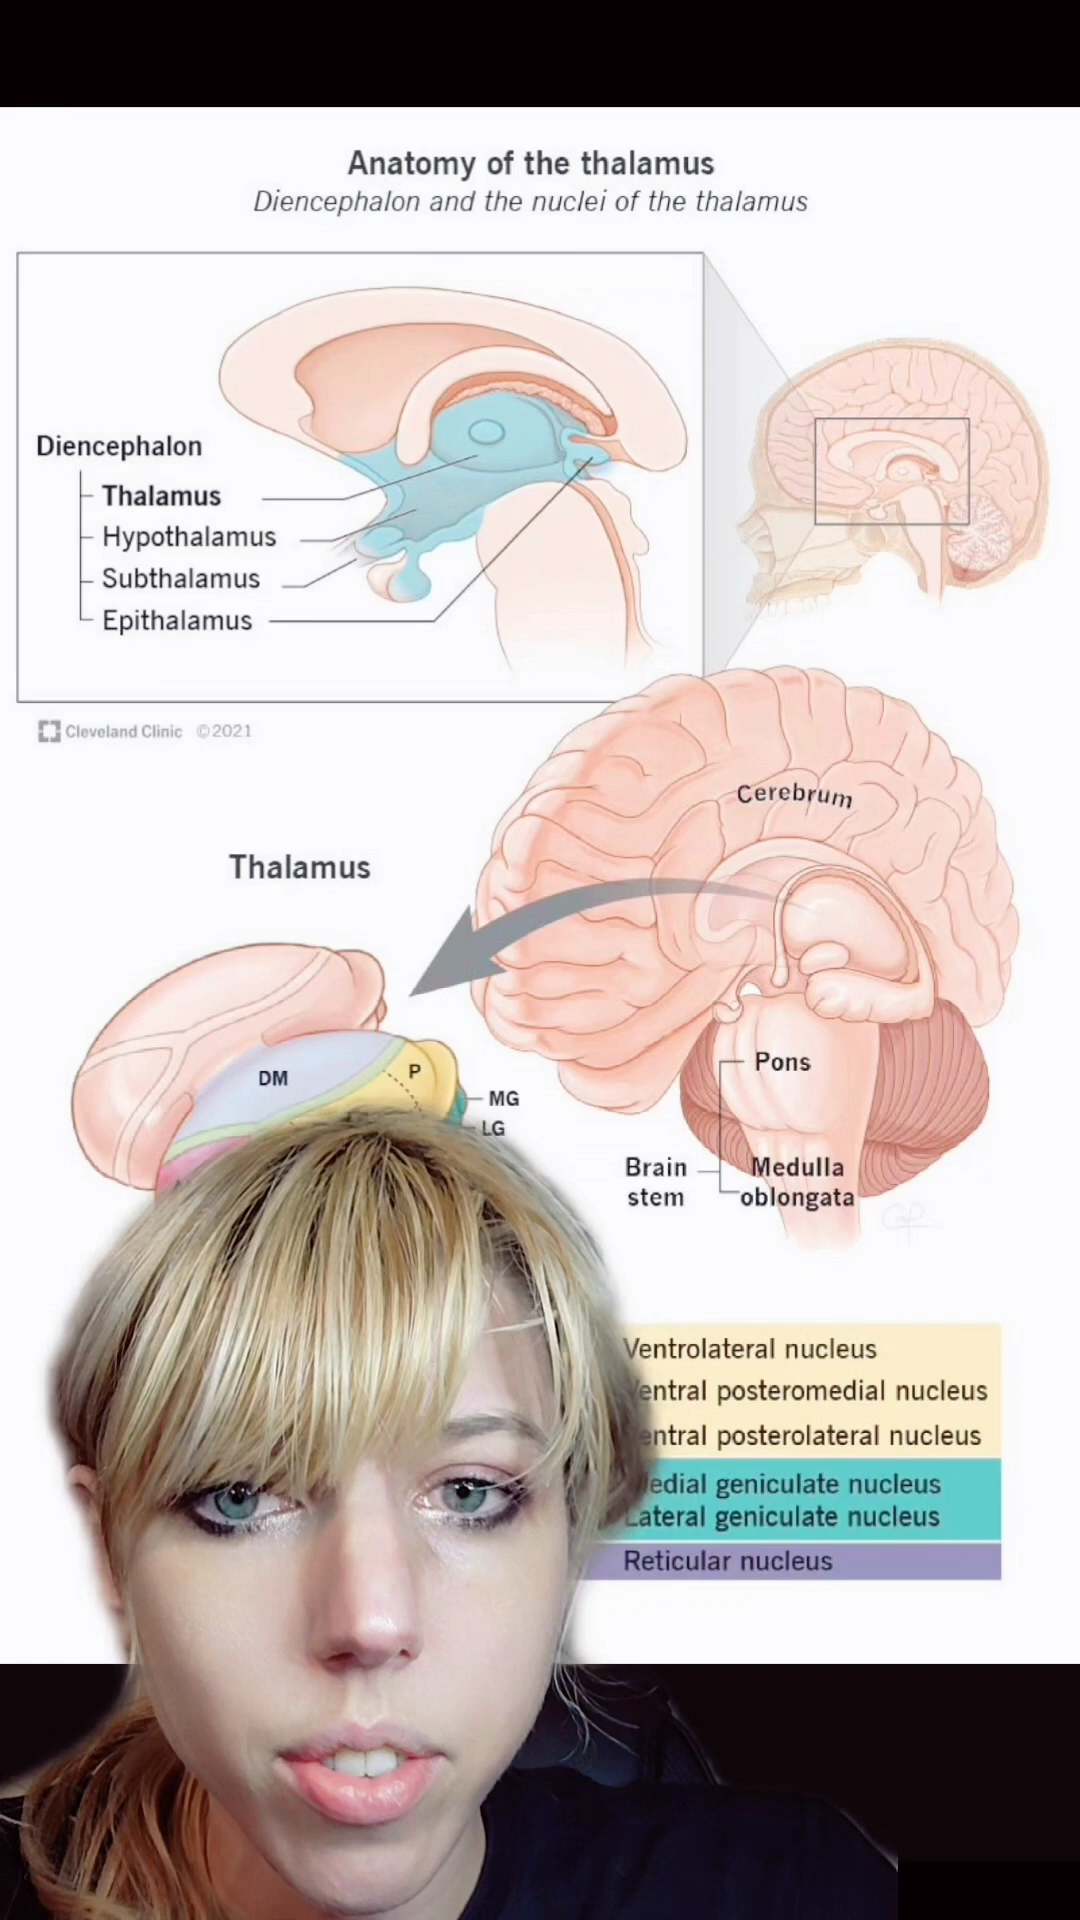 Anatomy of the thalamus
Diencephalon and the nuclei of the thalamus
Diencephalon
Thalamus
Hypothalamus
Subthalamus
Epithalamus
Cleveland Clinic ©2021
Cerebrum
Thalamus
DM
P
MG
LG
Pons
Brain
stem
Medulla
oblongata
Ventrolateral nucleus
entral posteromedial nucleus
entral posterolateral nucleus
edial geniculate nucleus
Lateral geniculate nucleus
Reticular nucleus